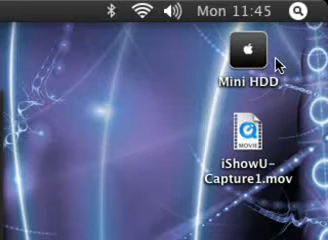 Mon 11:45
Mini HDD
MOVIE
iShowU-
Capture1.mov